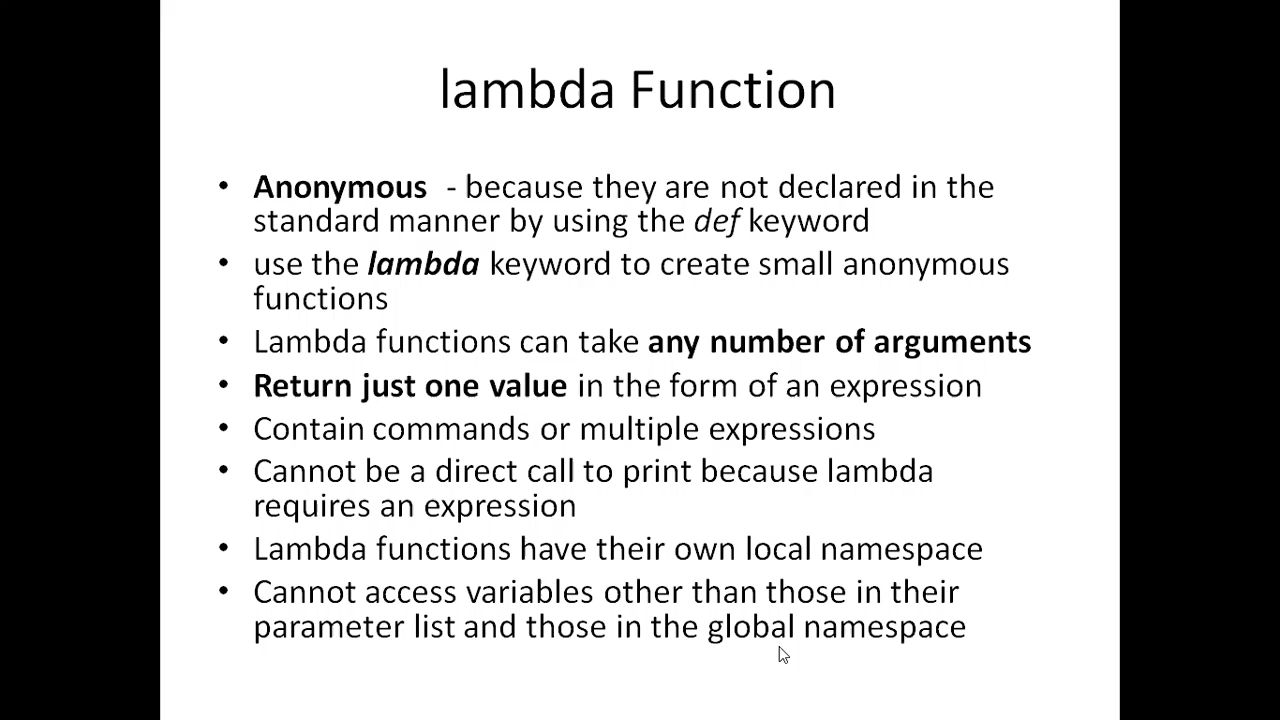 lambda Function
• Anonymous - because they are not declared in the
standard manner by using the def keyword
• use the lambda keyword to create small anonymous
functions
• Lambda functions can take any number of arguments
• Return just one value in the form of an expression
• Contain commands or multiple expressions
• Cannot be a direct call to print because lambda
requires an expression
• Lambda functions have their own local namespace
• Cannot access variables other than those in their
parameter list and those in the global namespace